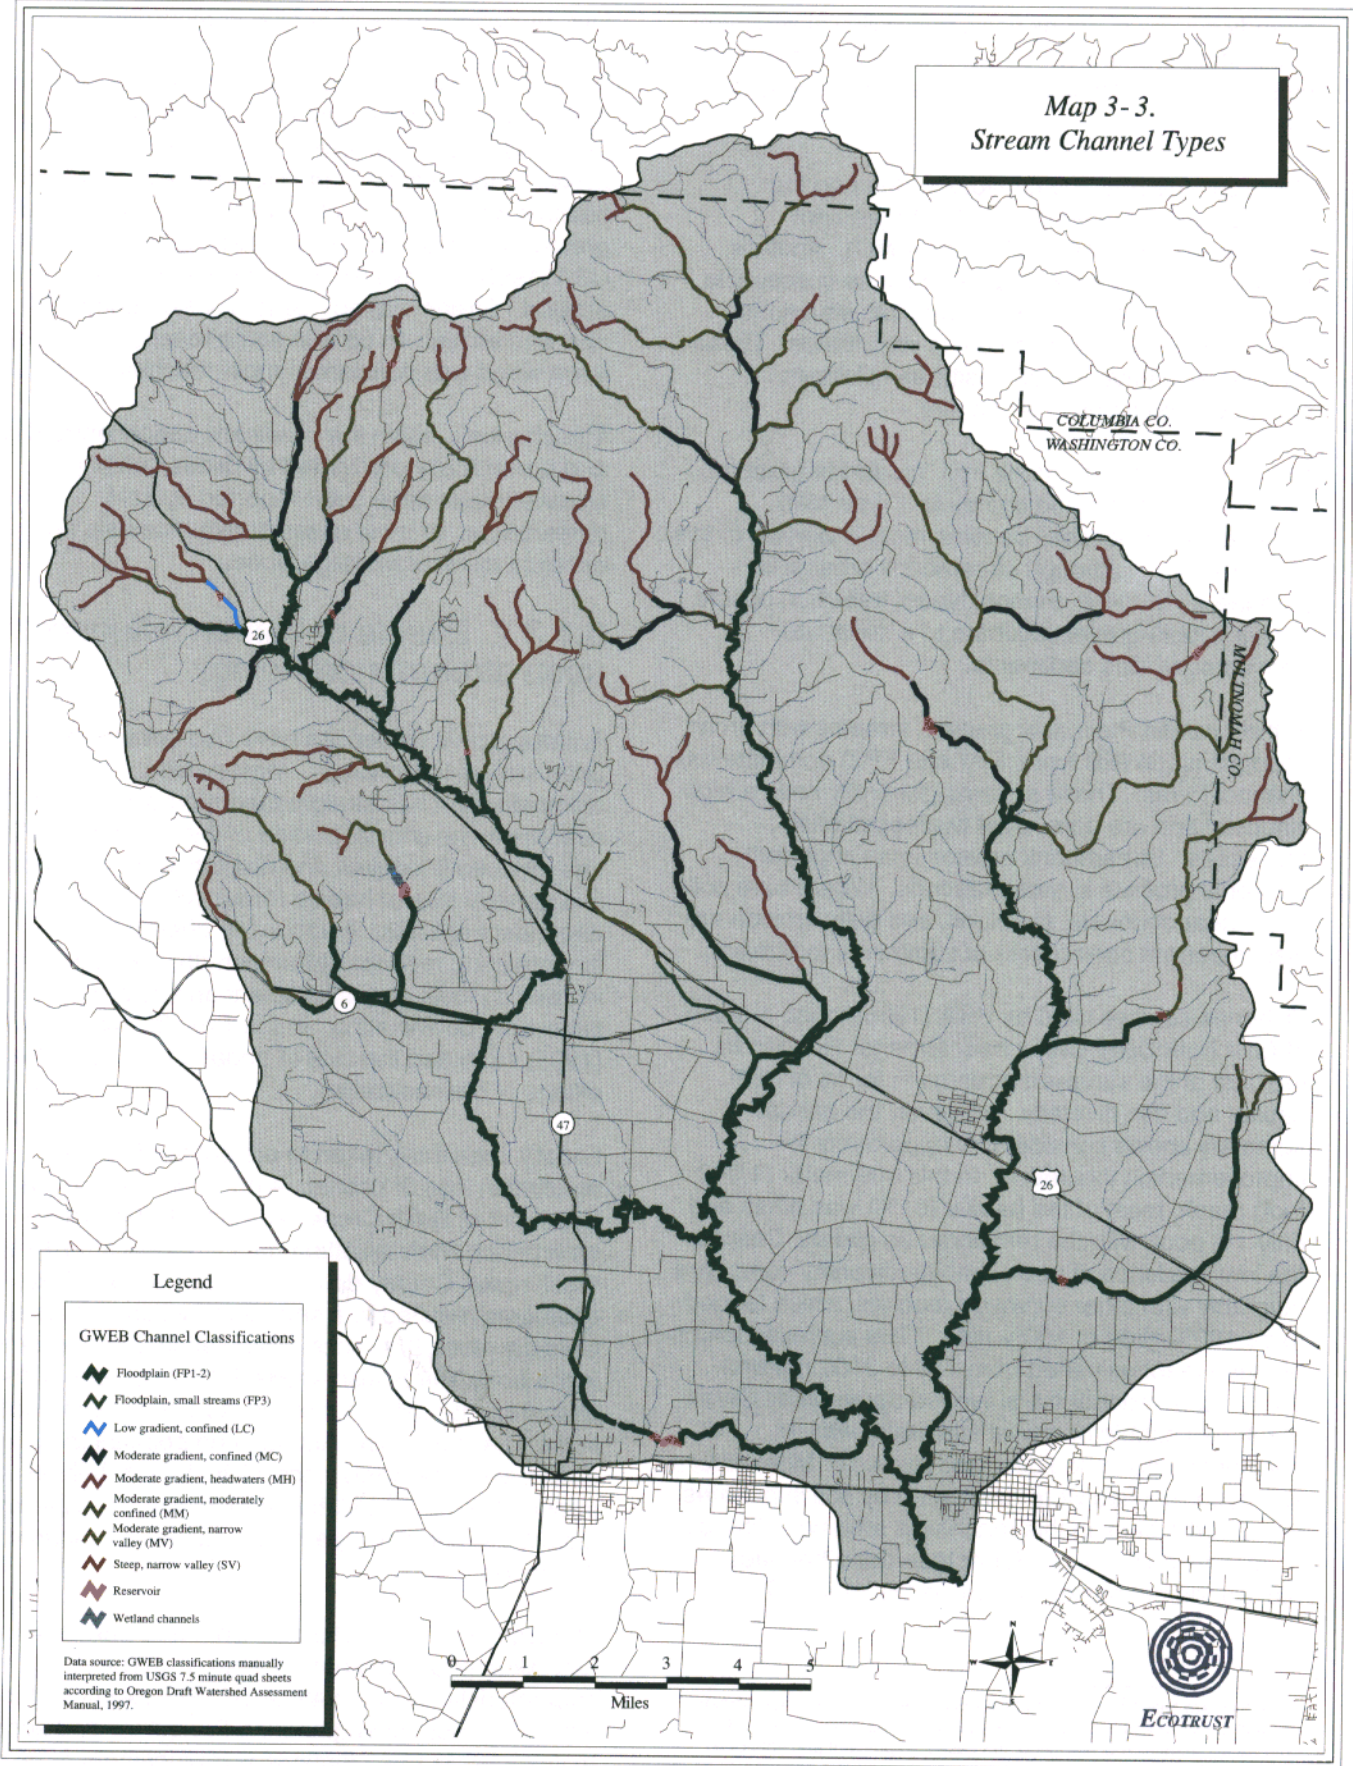 Map 3-3.
Stream Channel Types
COLUMBIA CO.
WASHINGTON CO.
MULTNOMAH CO.
26
6
47
26
Legend
GWEB Channel Classifications
Floodplain (FP1-2)
Floodplain, small streams (FP3)
Low gradient, confined (LC)
Moderate gradient, confined (MC)
Moderate gradient, headwaters (MH)
Moderate gradient, moderately
confined (MM)
Moderate gradient, narrow
valley (MV)
Steep, narrow valley (SV)
Reservoir
Wetland channels
Data source: GWEB classifications manually
interpreted from USGS 7.5 minute quad sheets
according to Oregon Draft Watershed Assessment
Manual, 1997.
0 1 2 3 4 5
Miles
N
W E
S
ECOTRUST